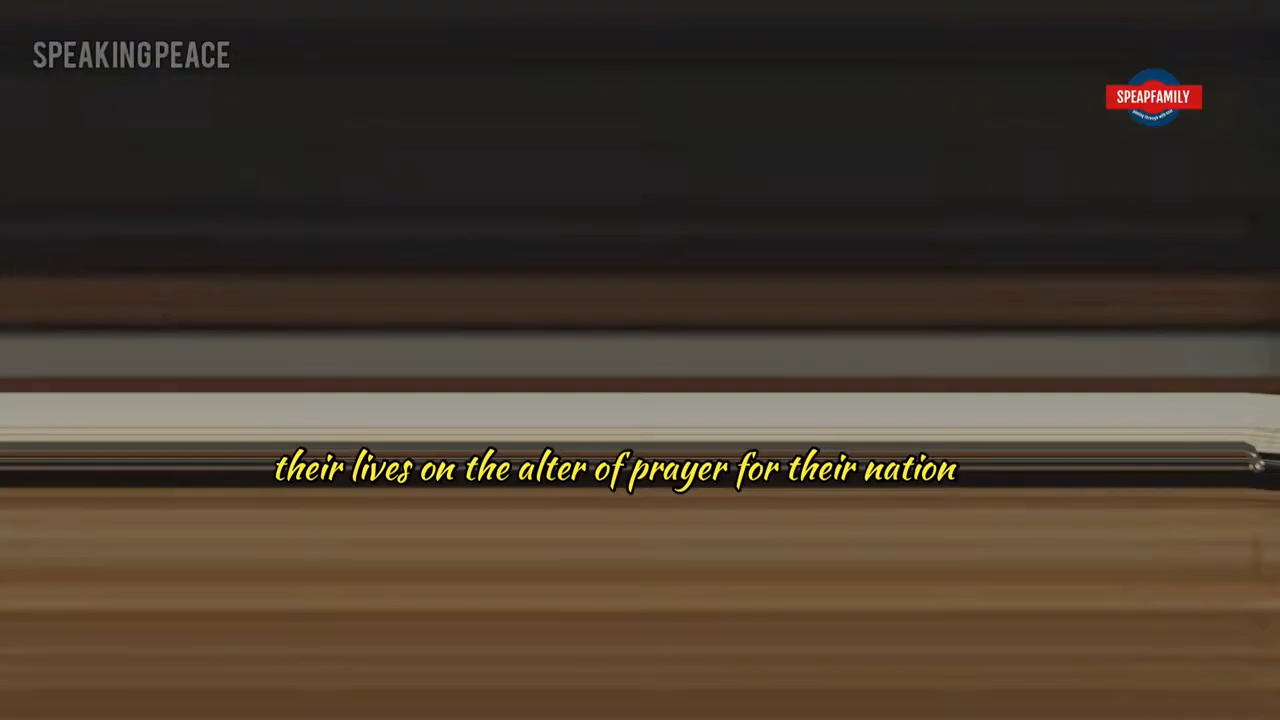 SPEAKINGPEACE
SPEAPFAMILY
their lives on the alter of prayer for their nation